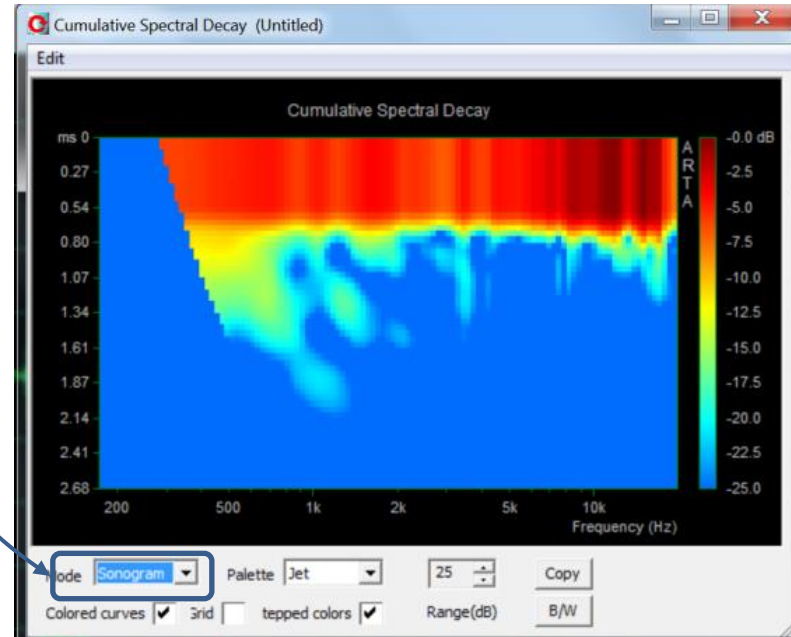 Cumulative Spectral Decay (Untitled)
Edit
Cumulative Spectral Decay
ms 0
0.27
0.54
0.80
1.07
1.34
1.61
1.87
2.14
2.41
2.68
200 500 1k 2k 5k 10k
Frequency (Hz)
A
R
T
A
-0.0 dB
-2.5
-5.0
-7.5
-10.0
-12.5
-15.0
-17.5
-20.0
-22.5
-25.0
Mode Sonogram Palette Jet 25 Copy
Colored curves Grid tepped colors Range(dB) B/W